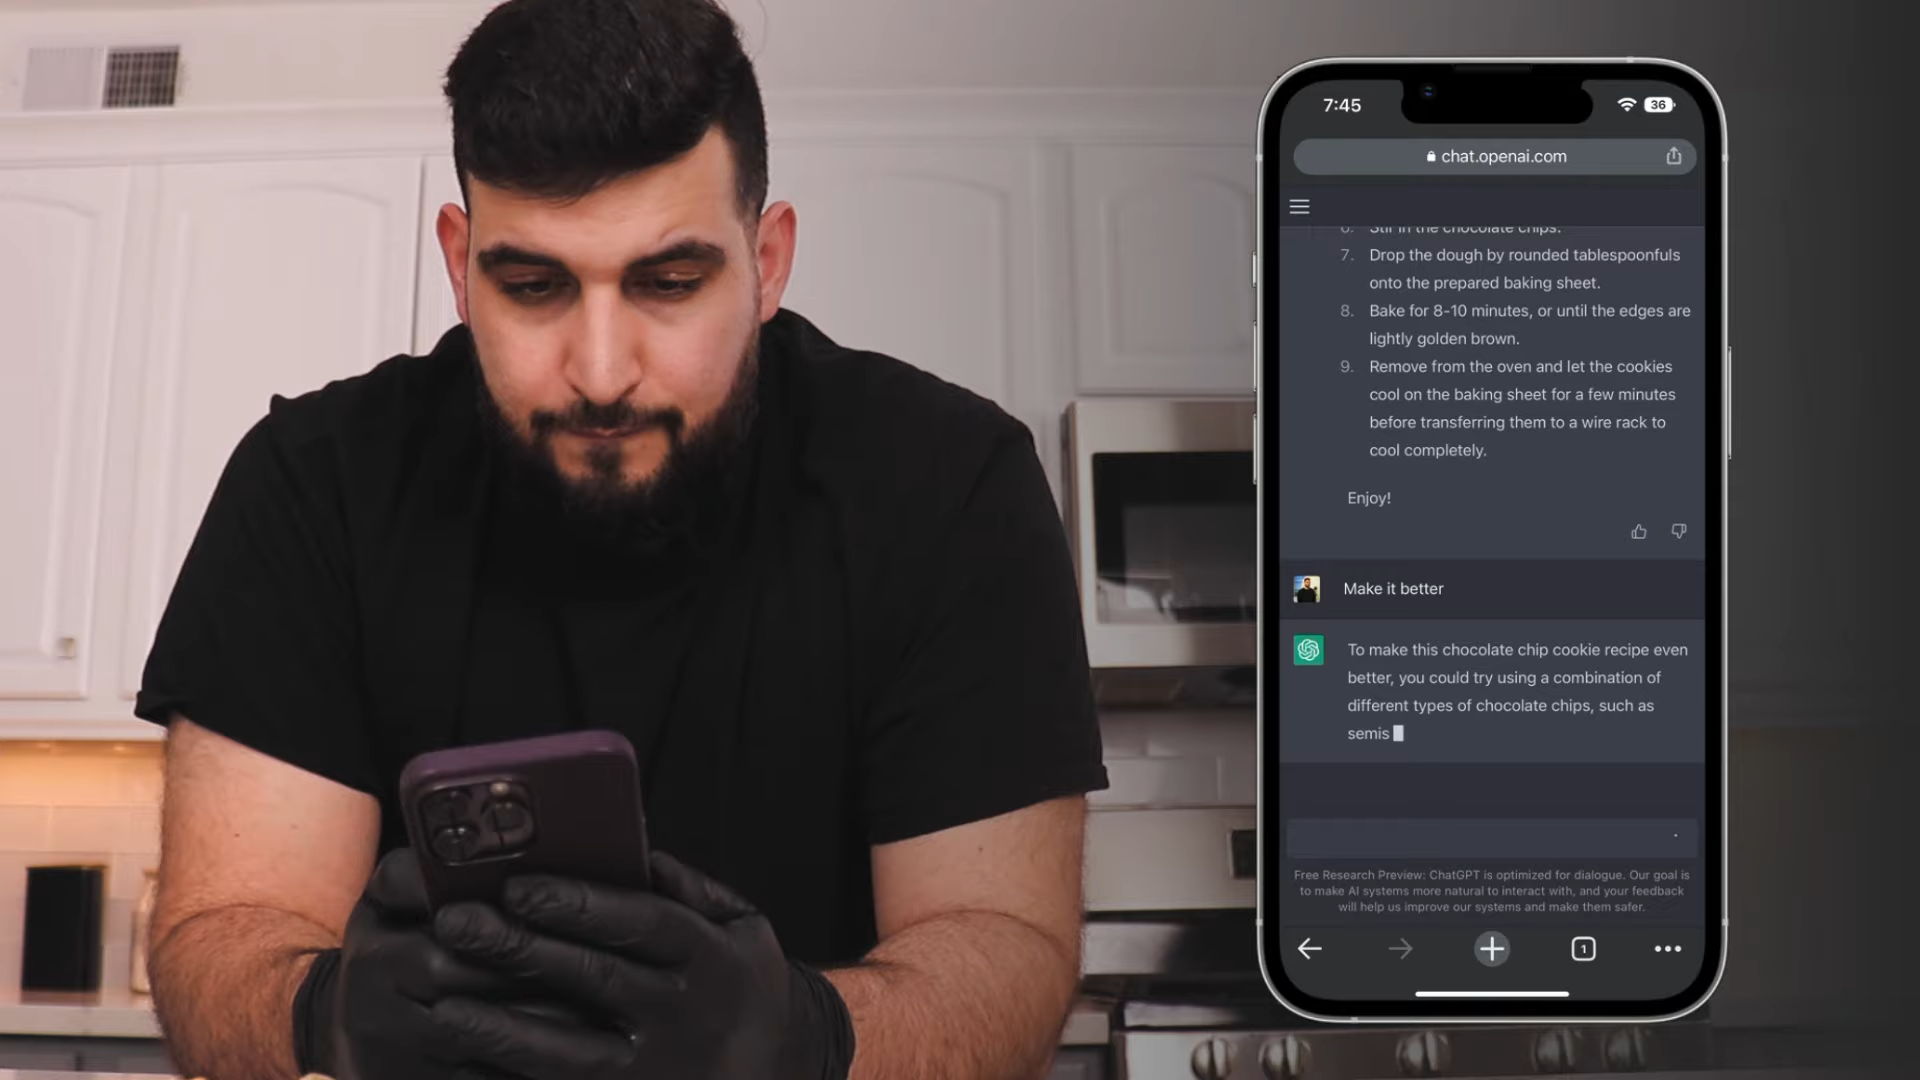 7:45
36
chat.openai.com
6. Stir in the chocolate chips.
7. Drop the dough by rounded tablespoonfuls
onto the prepared baking sheet.
8. Bake for 8-10 minutes, or until the edges are
lightly golden brown.
9. Remove from the oven and let the cookies
cool on the baking sheet for a few minutes
before transferring them to a wire rack to
cool completely.
Enjoy!
Make it better
To make this chocolate chip cookie recipe even
better, you could try using a combination of
different types of chocolate chips, such as
semis
Free Research Preview: ChatGPT is optimized for dialogue. Our goal is
to make AI systems more natural to interact with, and your feedback
will help us improve our systems and make them safer.
1